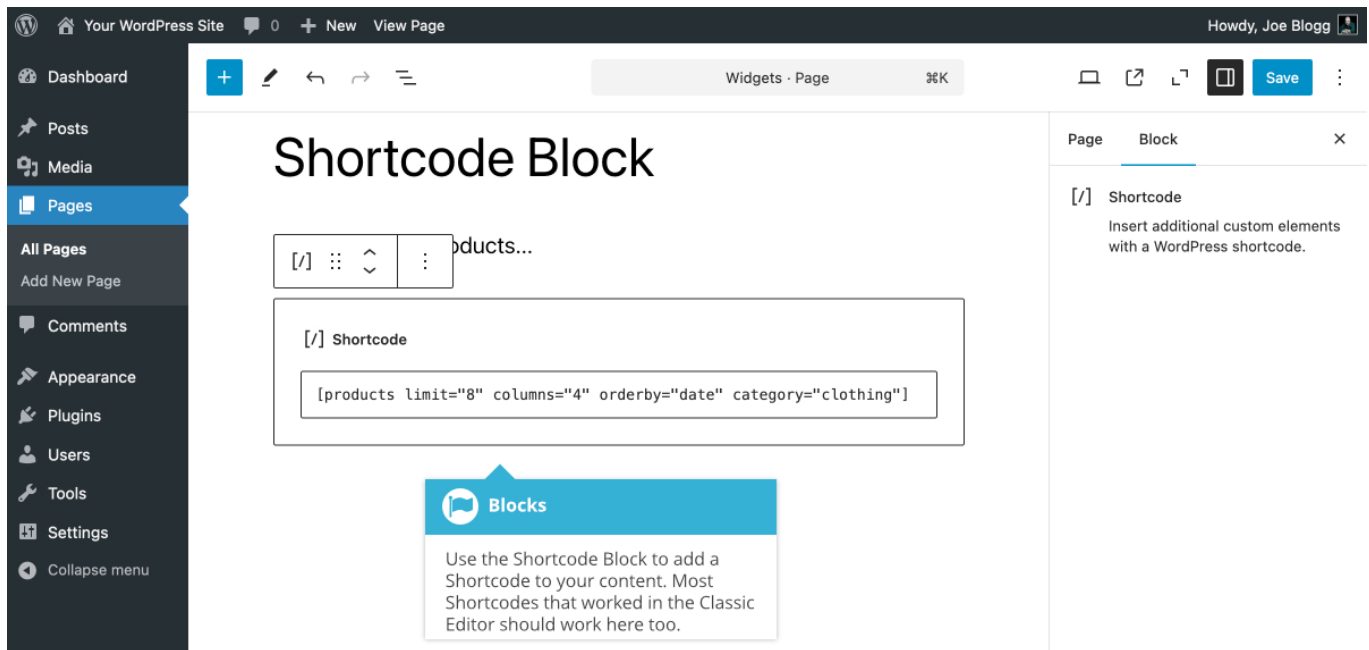 Your WordPress Site 0 New View Page Howdy, Joe Blogg
Dashboard
Posts
Media
Pages
All Pages
Add New Page
Comments
Appearance
Plugins
Users
Tools
Settings
Collapse menu
Widgets · Page ⌘K
Save
Shortcode Block
oducts...
[/]
[/] Shortcode
[products limit="8" columns="4" orderby="date" category="clothing"]
Blocks
Use the Shortcode Block to add a
Shortcode to your content. Most
Shortcodes that worked in the Classic
Editor should work here too.
Page Block
[/] Shortcode
Insert additional custom elements
with a WordPress shortcode.